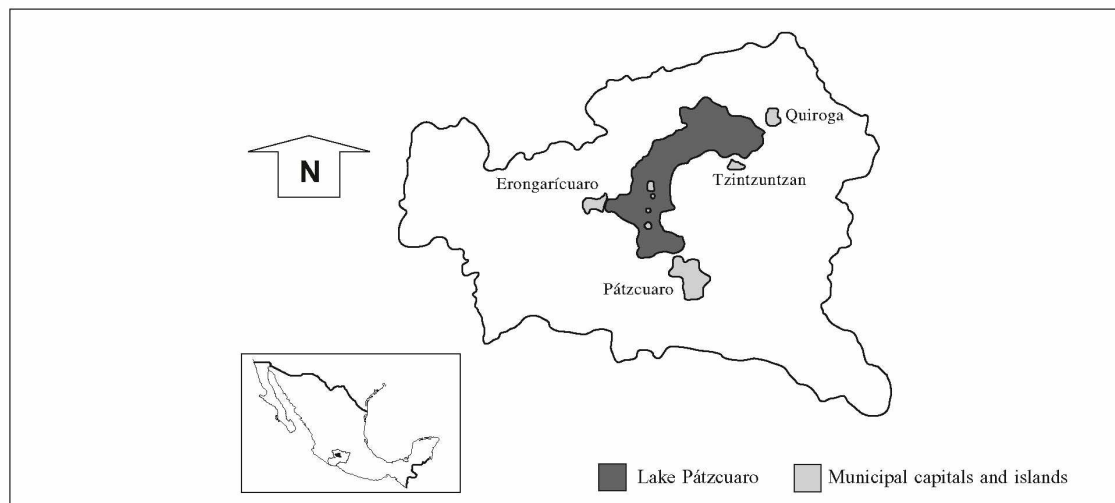 Quiroga
Tzintzuntzan
N
Erongarícuaro
Pátzcuaro
Lake Pátzcuaro
Municipal capitals and islands